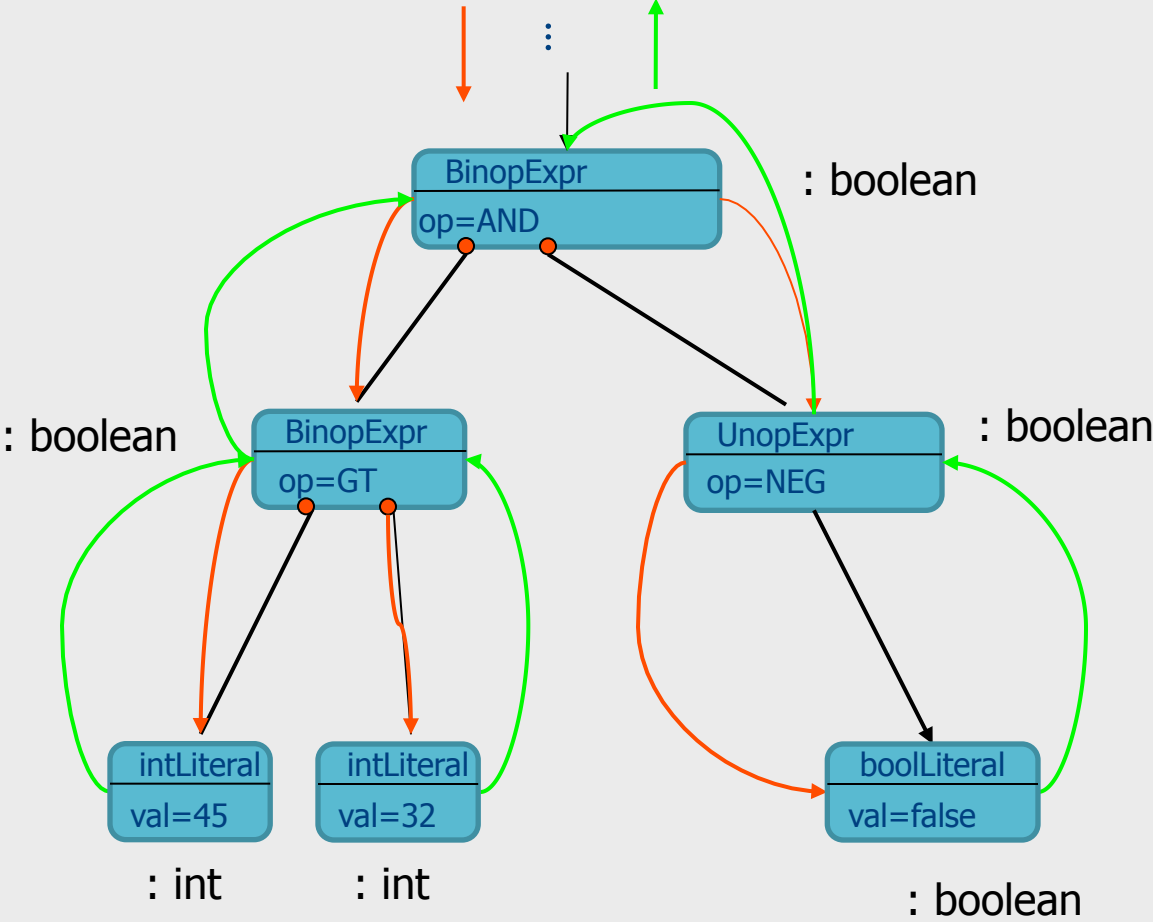 ...
BinopExpr
: boolean
op=AND
: boolean
BinopExpr
op=GT
UnopExpr
: boolean
op=NEG
intLiteral
val=45
intLiteral
val=32
boolLiteral
val=false
: int
: int
: boolean